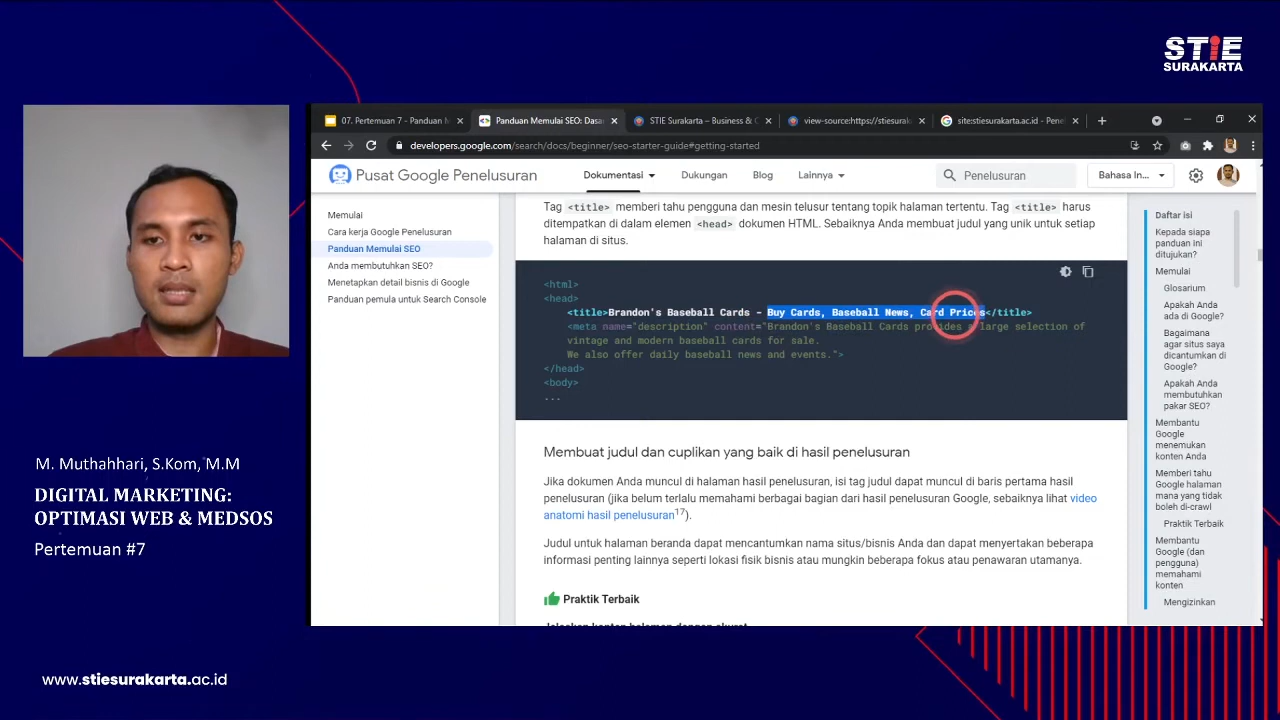 STIE
SURAKARTA
07. Pertemuan 7 - Panduan
Panduan Memulai SEO: Dasa
STIE Surakarta – Business & C
view-source:https://stiesurak
site:stiesurakarta.ac.id - Pene
developers.google.com/search/docs/beginner/seo-starter-guide#getting-started
Pusat Google Penelusuran
Dokumentasi
Dukungan
Blog
Lainnya
Penelusuran
Bahasa In...
Memulai
Cara kerja Google Penelusuran
Panduan Memulai SEO
Anda membutuhkan SEO?
Menetapkan detail bisnis di Google
Panduan pemula untuk Search Console
Tag <title> memberi tahu pengguna dan mesin telusur tentang topik halaman tertentu. Tag <title> harus
ditempatkan di dalam elemen <head> dokumen HTML. Sebaiknya Anda membuat judul yang unik untuk setiap
halaman di situs.
<html>
<head>
<title>Brandon's Baseball Cards - Buy Cards, Baseball News, Card Prices</title>
<meta name="description" content="Brandon's Baseball Cards provides a large selection of
vintage and modern baseball cards for sale.
We also offer daily baseball news and events.">
</head>
<body>
...
Membuat judul dan cuplikan yang baik di hasil penelusuran
Jika dokumen Anda muncul di halaman hasil penelusuran, isi tag judul dapat muncul di baris pertama hasil
penelusuran (jika belum terlalu memahami berbagai bagian dari hasil penelusuran Google, sebaiknya lihat video
anatomi hasil penelusuran17).
Judul untuk halaman beranda dapat mencantumkan nama situs/bisnis Anda dan dapat menyertakan beberapa
informasi penting lainnya seperti lokasi fisik bisnis atau mungkin beberapa fokus atau penawaran utamanya.
Praktik Terbaik
Daftar isi
Kepada siapa
panduan ini
ditujukan?
Memulai
Glosarium
Apakah Anda
ada di Google?
Bagaimana
agar situs saya
dicantumkan di
Google?
Apakah Anda
membutuhkan
pakar SEO?
Membantu
Google
menemukan
konten Anda
Memberi tahu
Google halaman
mana yang tidak
boleh di-crawl
Praktik Terbaik
Membantu
Google (dan
pengguna)
memahami
konten
Mengizinkan
M. Muthahhari, S.Kom, M.M
DIGITAL MARKETING:
OPTIMASI WEB & MEDSOS
Pertemuan #7
www.stiesurakarta.ac.id